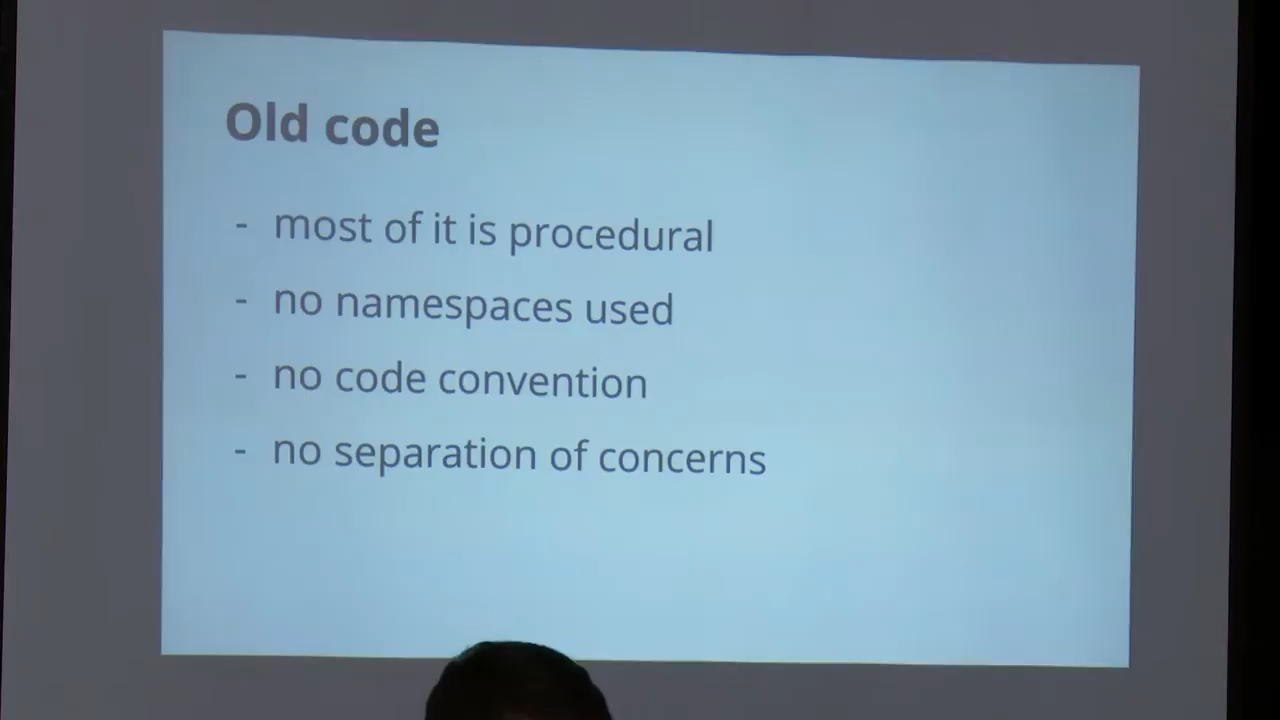 Old code
- most of it is procedural
- no namespaces used
- no code convention
- no separation of concerns